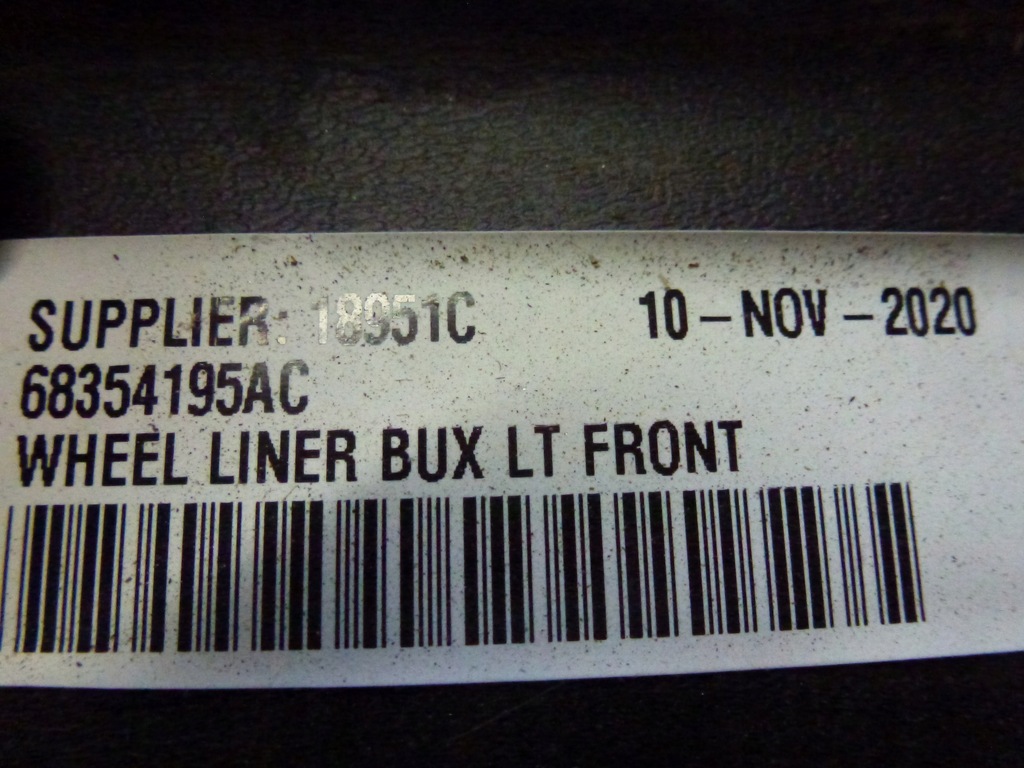 SUPPLIER: 18951C 10-NOV-2020
68354195AC
WHEEL LINER BUX LT FRONT